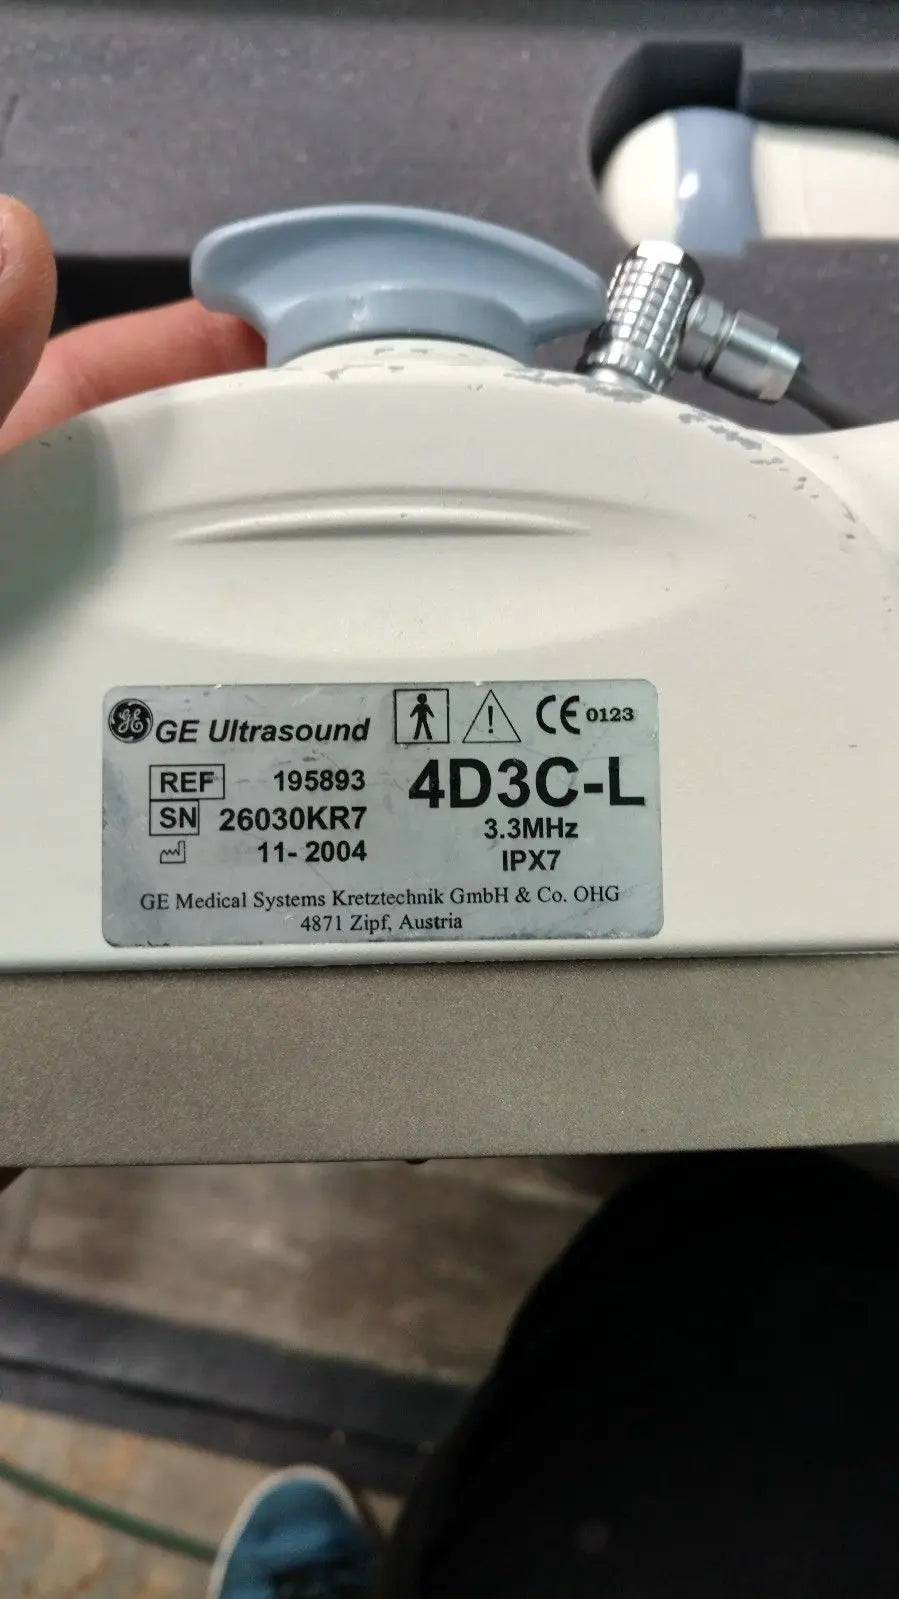 GE GE Ultrasound CE 0123
REF 195893 4D3C-L
SN 26030KR7 3.3MHz
11-2004 IPX7
GE Medical Systems Kretztechnik GmbH & Co. OHG
4871 Zipf, Austria